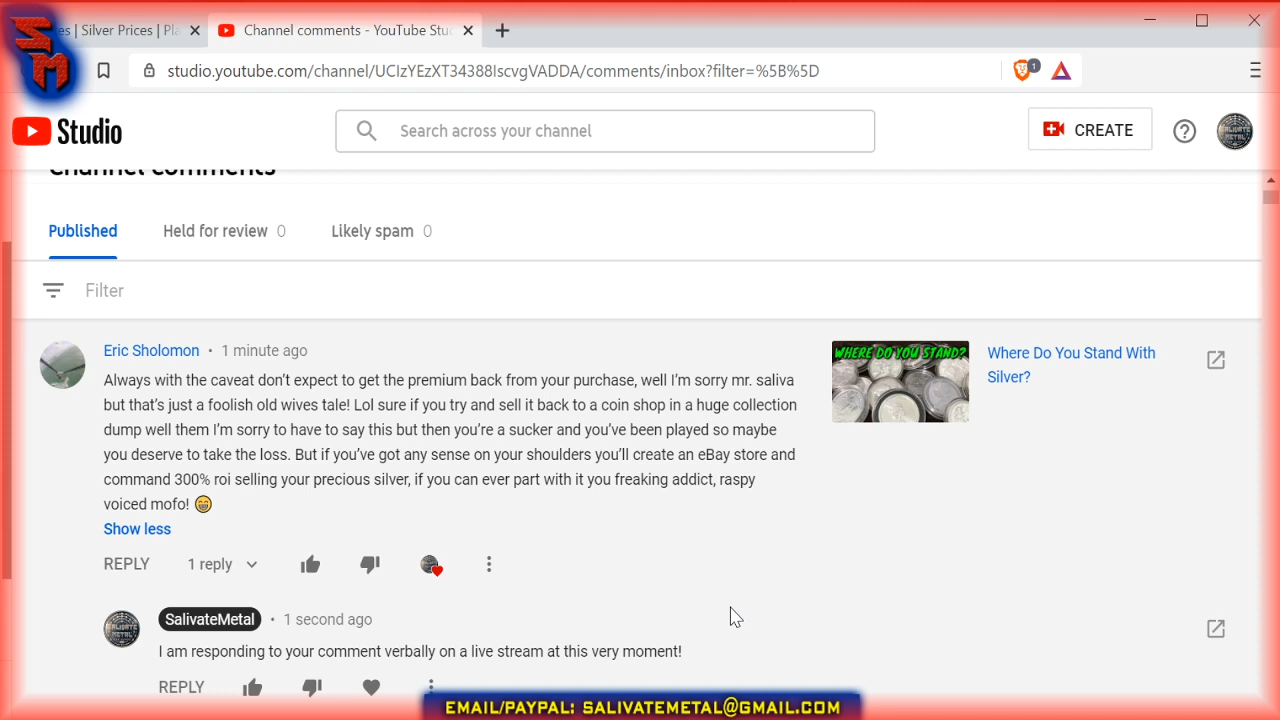 SM
es | Silver Prices | Pla
Channel comments - YouTube Stud
studio.youtube.com/channel/UCIzYEzXT34388IscvgVADDA/comments/inbox?filter=%5B%5D
1
Studio
Search across your channel
CREATE
Channel comments
Published
Held for review 0
Likely spam 0
Filter
Eric Sholomon • 1 minute ago
Always with the caveat don't expect to get the premium back from your purchase, well I'm sorry mr. saliva
but that's just a foolish old wives tale! Lol sure if you try and sell it back to a coin shop in a huge collection
dump well them I'm sorry to have to say this but then you're a sucker and you've been played so maybe
you deserve to take the loss. But if you've got any sense on your shoulders you'll create an eBay store and
command 300% roi selling your precious silver, if you can ever part with it you freaking addict, raspy
voiced mofo! 😁
Show less
REPLY 1 reply
WHERE DO YOU STAND?
Where Do You Stand With
Silver?
SalivateMetal • 1 second ago
I am responding to your comment verbally on a live stream at this very moment!
REPLY
EMAIL/PAYPAL: SALIVATEMETAL@GMAIL.COM